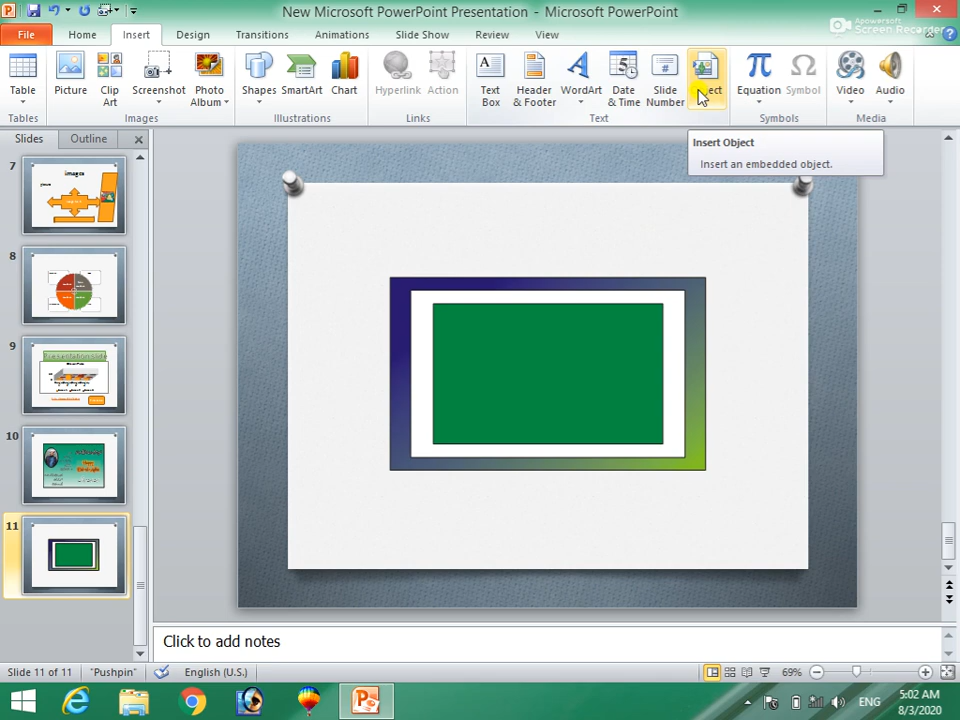 New Microsoft PowerPoint Presentation - Microsoft PowerPoint
Apowersoft
Screen Recorder
File Home Insert Design Transitions Animations Slide Show Review View
Table Picture Clip Art Screenshot Photo Album Shapes SmartArt Chart Hyperlink Action Text Box Header & Footer WordArt Date & Time Slide Number Equation Symbol Video Audio
Tables Images Illustrations Links Text Symbols Media
Slides Outline
Insert Object
Insert an embedded object.
7
images
8
9
10
11
Click to add notes
Slide 11 of 11 "Pushpin" English (U.S.) 69%
ENG
5:02 AM
8/3/2020